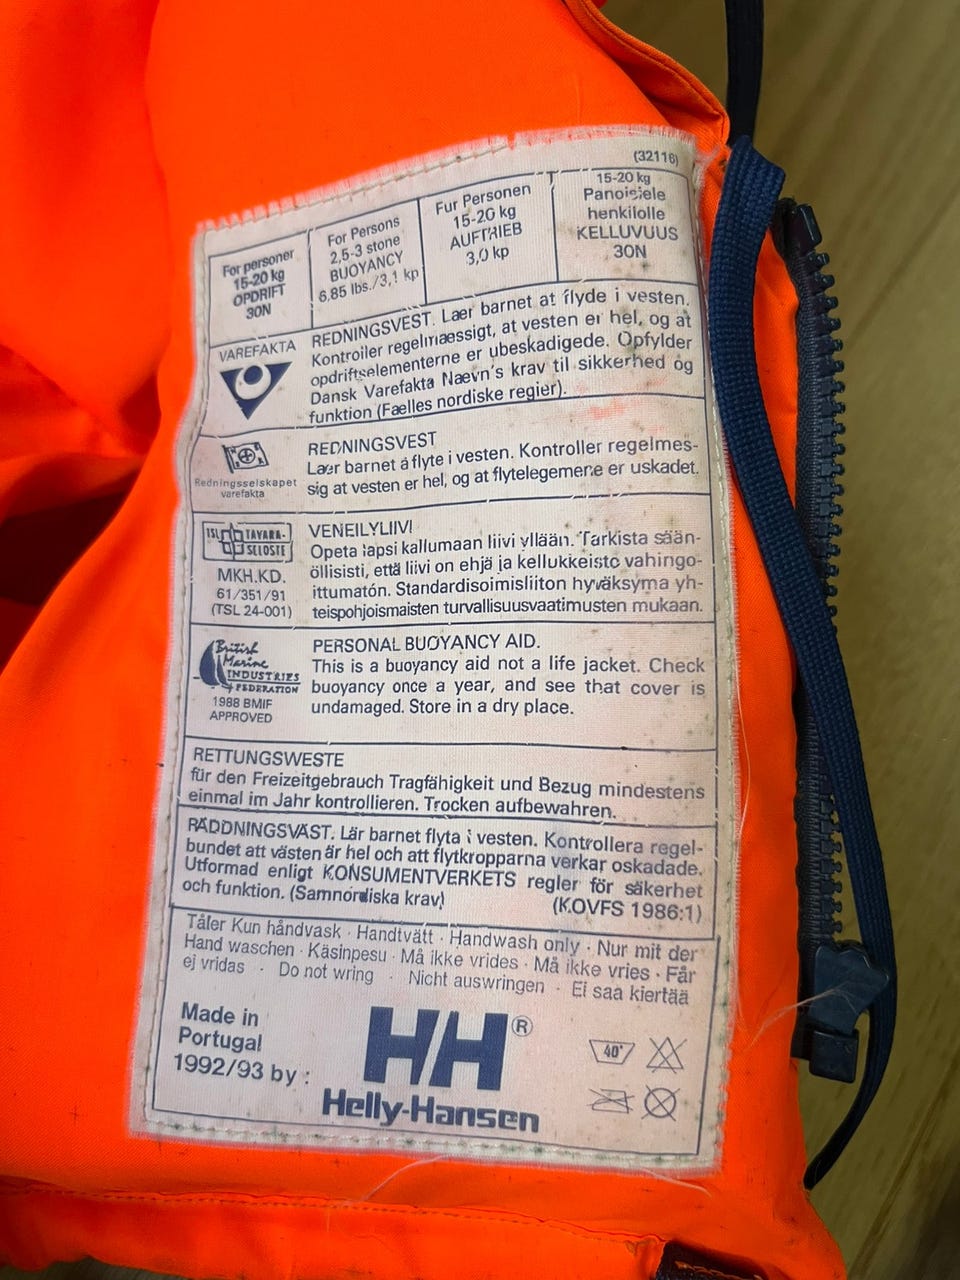 (32116)
For personer
15-20 kg
OPDRIFT
30N
For Persons
2,5-3 stone
BUOYANCY
6,85 lbs./3,1 kp
Fur Personen
15-20 kg
AUFTRIEB
3,0 kp
15-20 kg
Panoisiele
henkilolle
KELLUVUUS
30N
VAREFAKTA
REDNINGSVEST. Lær barnet at flyde i vesten.
Kontroller regelmæssigt, at vesten er hel, og at
opdriftselementerne er ubeskadigede. Opfylder
Dansk Varefakta Nævn's krav til sikkerhed og
funktion (Fælles nordiske regler).
Redningsselskapet
varefakta
REDNINGSVEST
Laer barnet å flyte i vesten. Kontroller regelmes-
sig at vesten er hel, og at flytelegemene er uskadet.
TSL TAVARA-
SELOSTE
MKH.KD.
61/351/91
(TSL 24-001)
VENEILYLIIVI
Opeta lapsi kallumaan liivi yllään. Tarkista sään-
öllisisti, että liivi on ehjä ja kellukkeisto vahingo-
ittumatón. Standardisoimisliiton hyväksyma yh-
teispohjoismaisten turvallisuusvaatimusten mukaan.
British
Marine
INDUSTRIES
FEDERATION
1988 BMIF
APPROVED
PERSONAL BUOYANCY AID.
This is a buoyancy aid not a life jacket. Check
buoyancy once a year, and see that cover is
undamaged. Store in a dry place.
RETTUNGSWESTE
für den Freizeitgebrauch Tragfähigkeit und Bezug mindestens
einmal im Jahr kontrollieren. Trocken aufbewahren.
RÄDDNINGSVÄST. Lär barnet flyta i vesten. Kontrollera regel-
bundet att västen är hel och att flytkropparna verkar oskadade.
Utformad enligt KONSUMENTVERKETS regler för säkerhet
och funktion. (Samnordiska krav) (KOVFS 1986:1)
Tåler Kun håndvask · Handtvätt · Handwash only · Nur mit der
Hand waschen · Käsinpesu · Må ikke vrides · Må ikke vries · Får
ej vridas · Do not wring · Nicht auswringen · Ei saa kiertää
Made in
Portugal
1992/93 by :
HH®
Helly-Hansen
40°